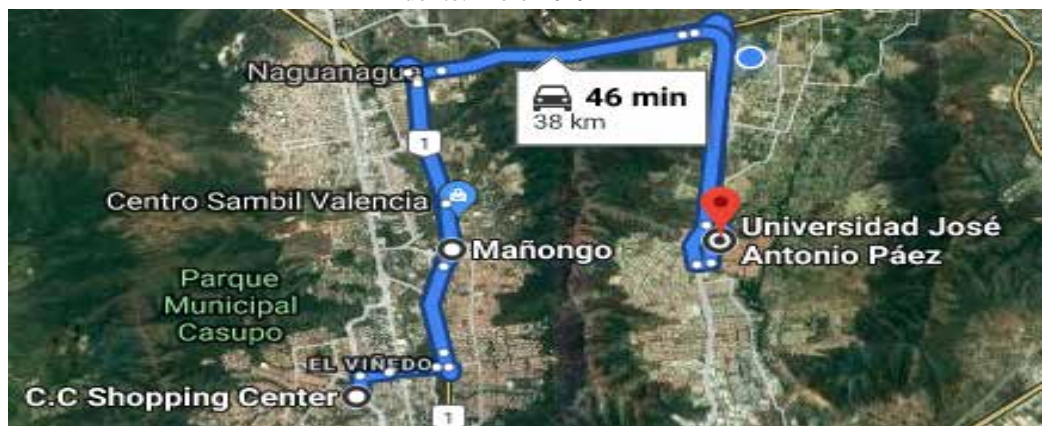 Naguanagua
46 min
38 km
1
Centro Sambil Valencia
Mañongo
Universidad José
Antonio Páez
Parque
Municipal
Casupo
EL VIÑEDO
C.C Shopping Center
1